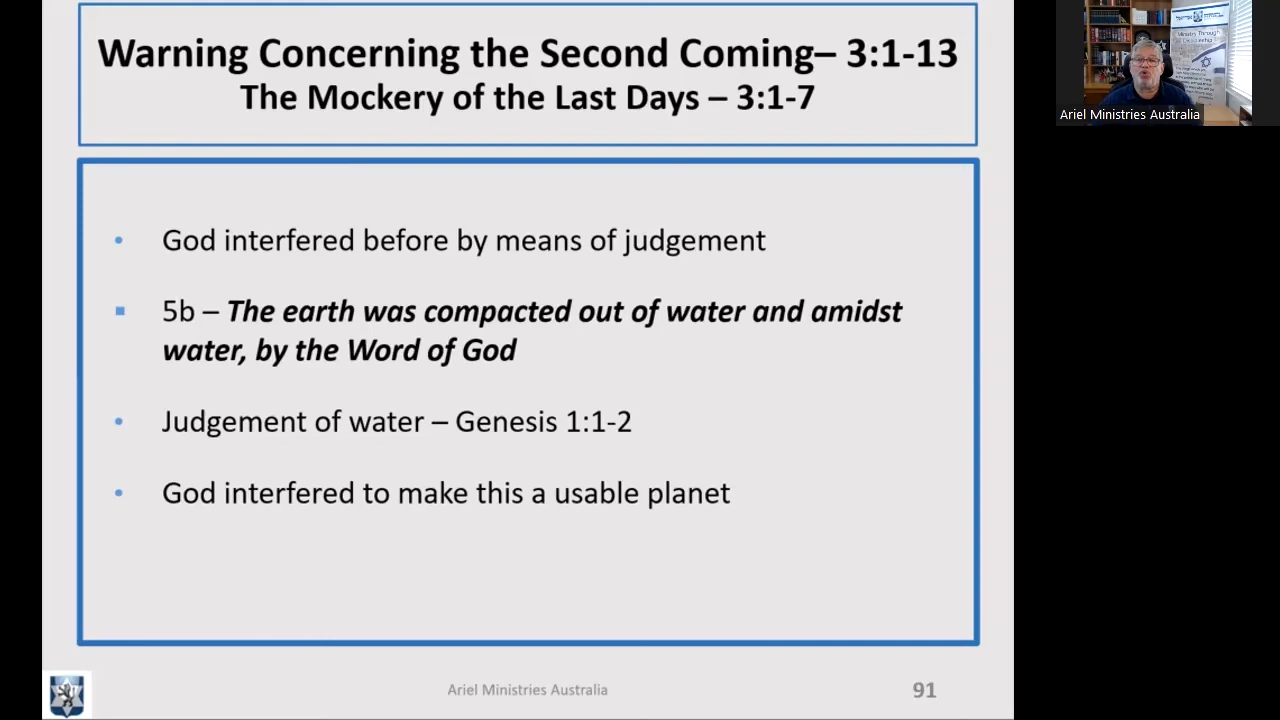 Warning Concerning the Second Coming– 3:1-13
The Mockery of the Last Days – 3:1-7
God interfered before by means of judgement
5b – The earth was compacted out of water and amidst
water, by the Word of God
Judgement of water – Genesis 1:1-2
God interfered to make this a usable planet
Ariel Ministries Australia
91
Ministry Through
Discipleship
Ariel Ministries Australia